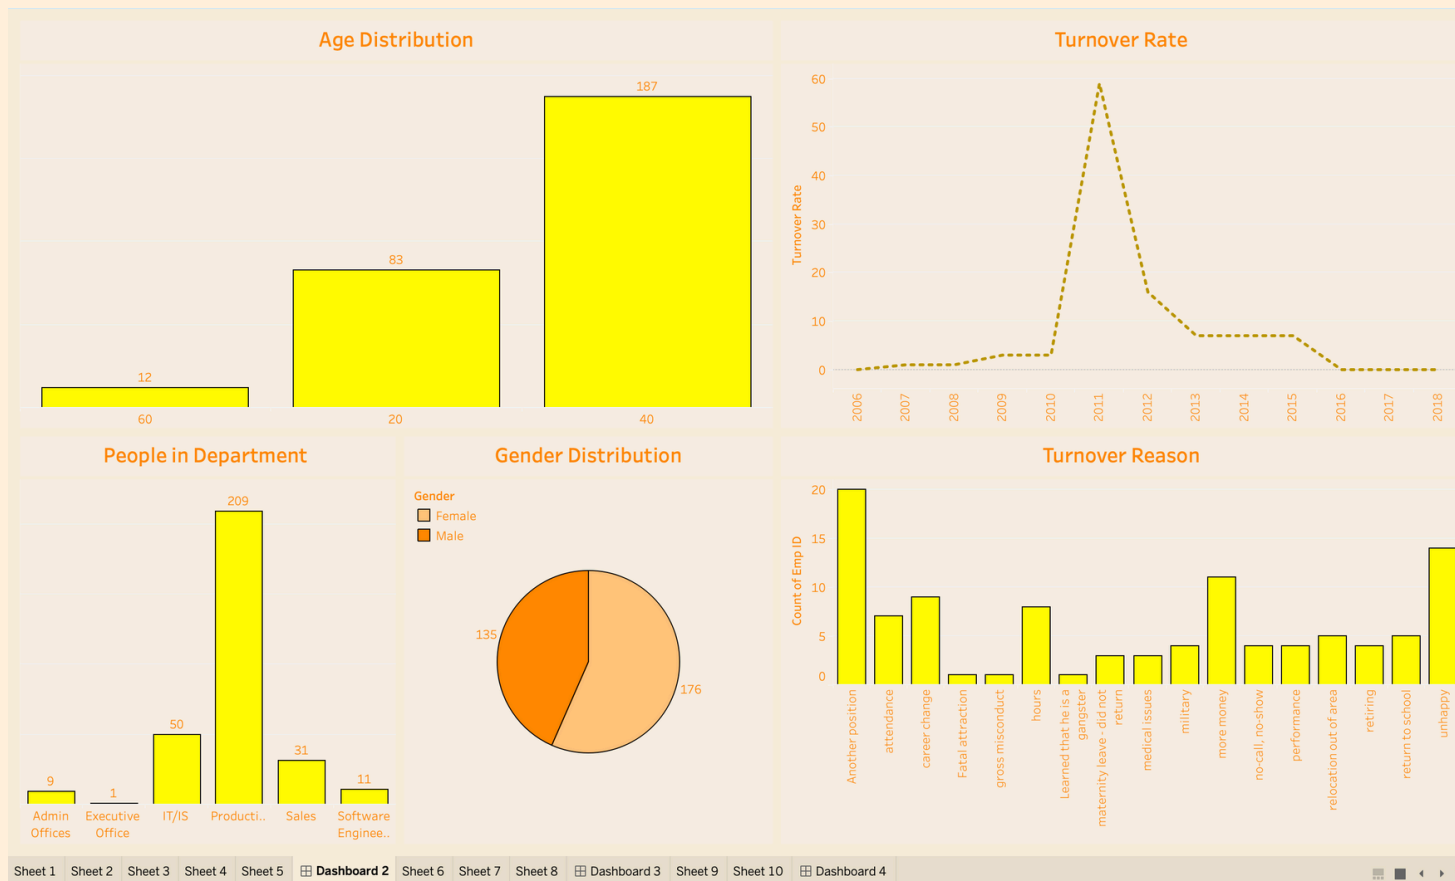 Age Distribution
187
83
12
60
20
40
Turnover Rate
Turnover Rate
60
50
40
30
20
10
0
2006
2007
2008
2009
2010
2011
2012
2013
2014
2015
2016
2017
2018
People in Department
209
50
31
11
9
1
Admin
Offices
Executive
Office
IT/IS
Producti..
Sales
Software
Enginee..
Gender Distribution
Gender
Female
Male
135
176
Turnover Reason
Count of Emp ID
20
15
10
5
0
Another position
attendance
career change
Fatal attraction
gross misconduct
hours
Learned that he is a
gangster
maternity leave - did not
return
medical issues
military
more money
no-call, no-show
performance
relocation out of area
retiring
return to school
unhappy
Sheet 1
Sheet 2
Sheet 3
Sheet 4
Sheet 5
Dashboard 2
Sheet 6
Sheet 7
Sheet 8
Dashboard 3
Sheet 9
Sheet 10
Dashboard 4